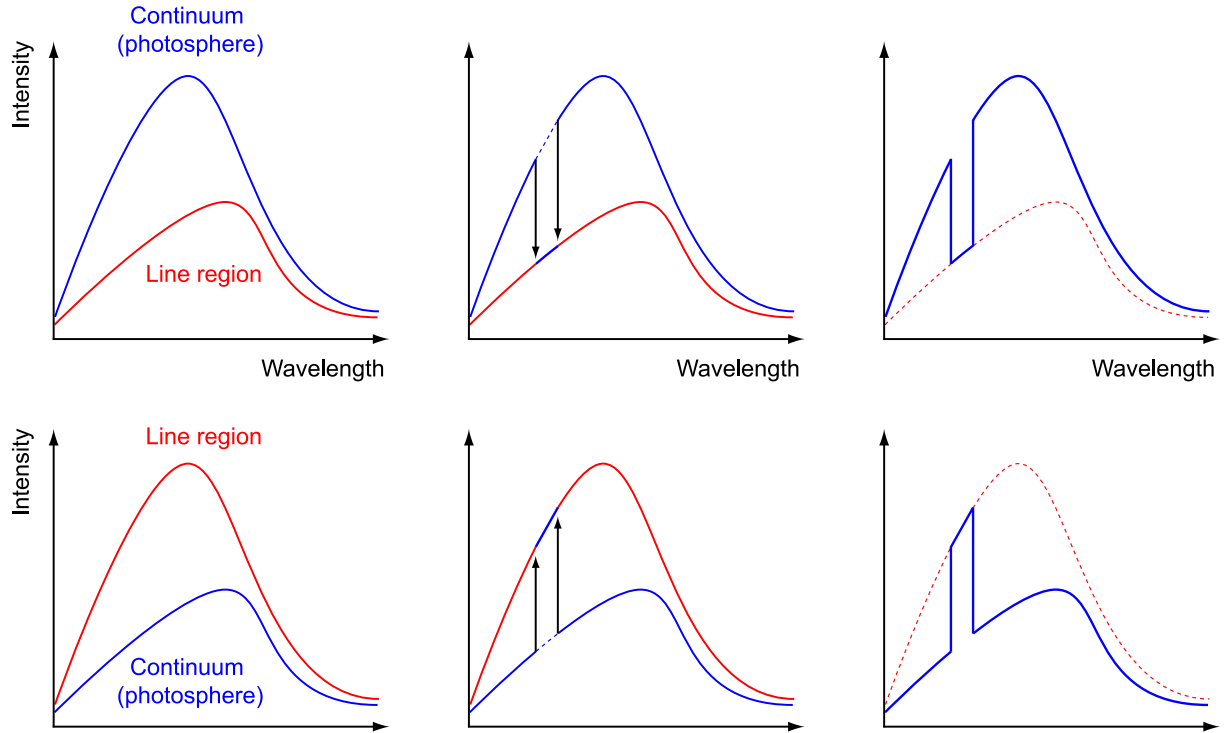 Continuum
(photosphere)
Intensity
Line region
Wavelength
Wavelength
Wavelength
Line region
Intensity
Continuum
(photosphere)